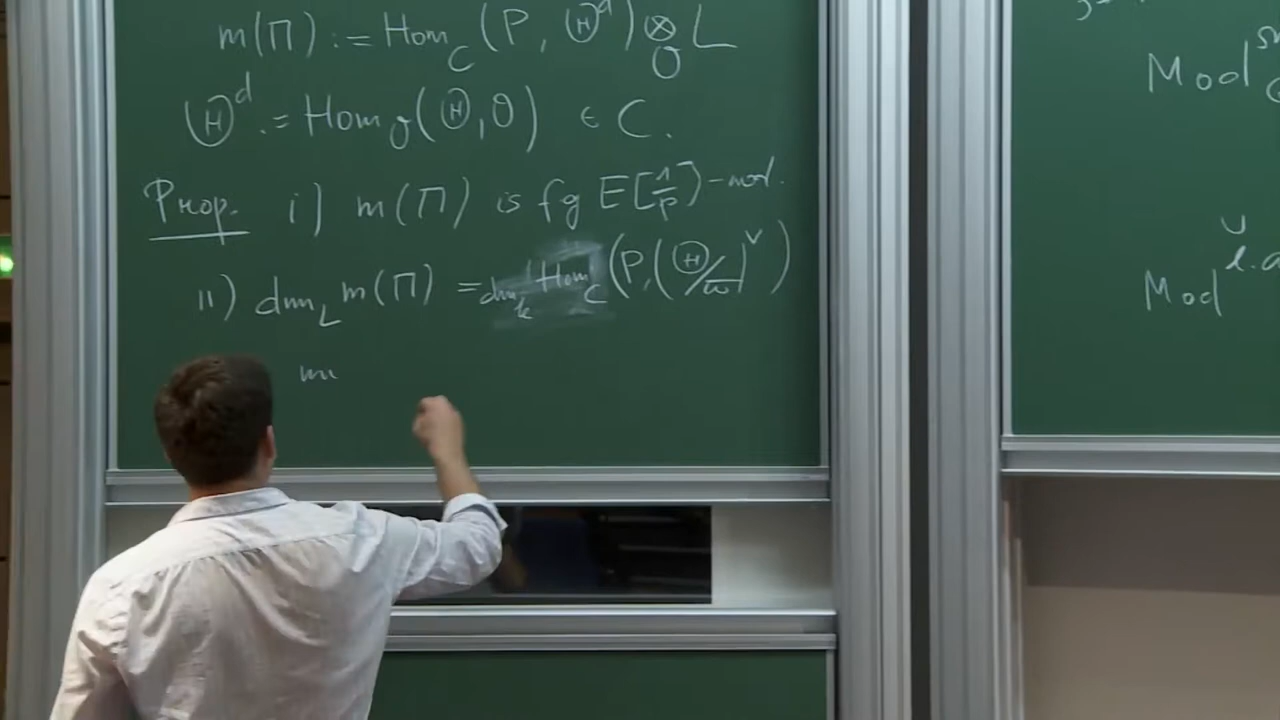 m(Π) := Hom_C(P, Θ^d) ⊗_O L
Θ^d := Hom_O(Θ, O) ∈ C.
Prop. i) m(Π) is fg E[1/p]-mod.
ii) dim_L m(Π) = dim_k Hom_C(P, (Θ/ϖ)^∨)
Mod
∪
Mod^{l.a